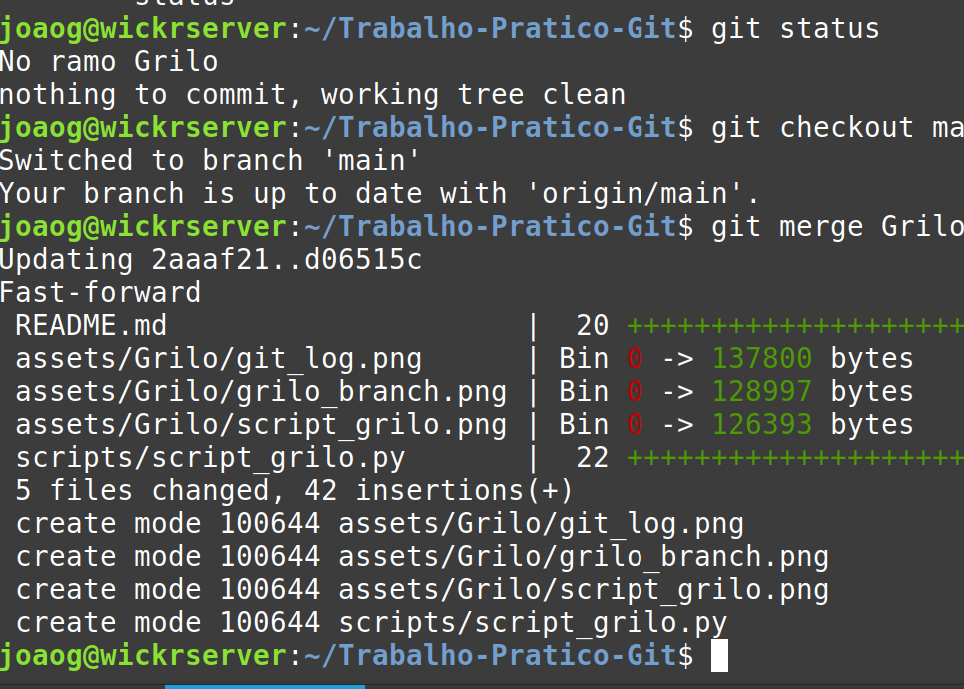 status
joaog@wickrserver:~/Trabalho-Pratico-Git$ git status
No ramo Grilo
nothing to commit, working tree clean
joaog@wickrserver:~/Trabalho-Pratico-Git$ git checkout ma
Switched to branch 'main'
Your branch is up to date with 'origin/main'.
joaog@wickrserver:~/Trabalho-Pratico-Git$ git merge Grilo
Updating 2aaaf21..d06515c
Fast-forward
 README.md                     |  20 ++++++++++++++++++++
 assets/Grilo/git_log.png      | Bin 0 -> 137800 bytes
 assets/Grilo/grilo_branch.png | Bin 0 -> 128997 bytes
 assets/Grilo/script_grilo.png | Bin 0 -> 126393 bytes
 scripts/script_grilo.py       |  22 ++++++++++++++++++++
 5 files changed, 42 insertions(+)
 create mode 100644 assets/Grilo/git_log.png
 create mode 100644 assets/Grilo/grilo_branch.png
 create mode 100644 assets/Grilo/script_grilo.png
 create mode 100644 scripts/script_grilo.py
joaog@wickrserver:~/Trabalho-Pratico-Git$